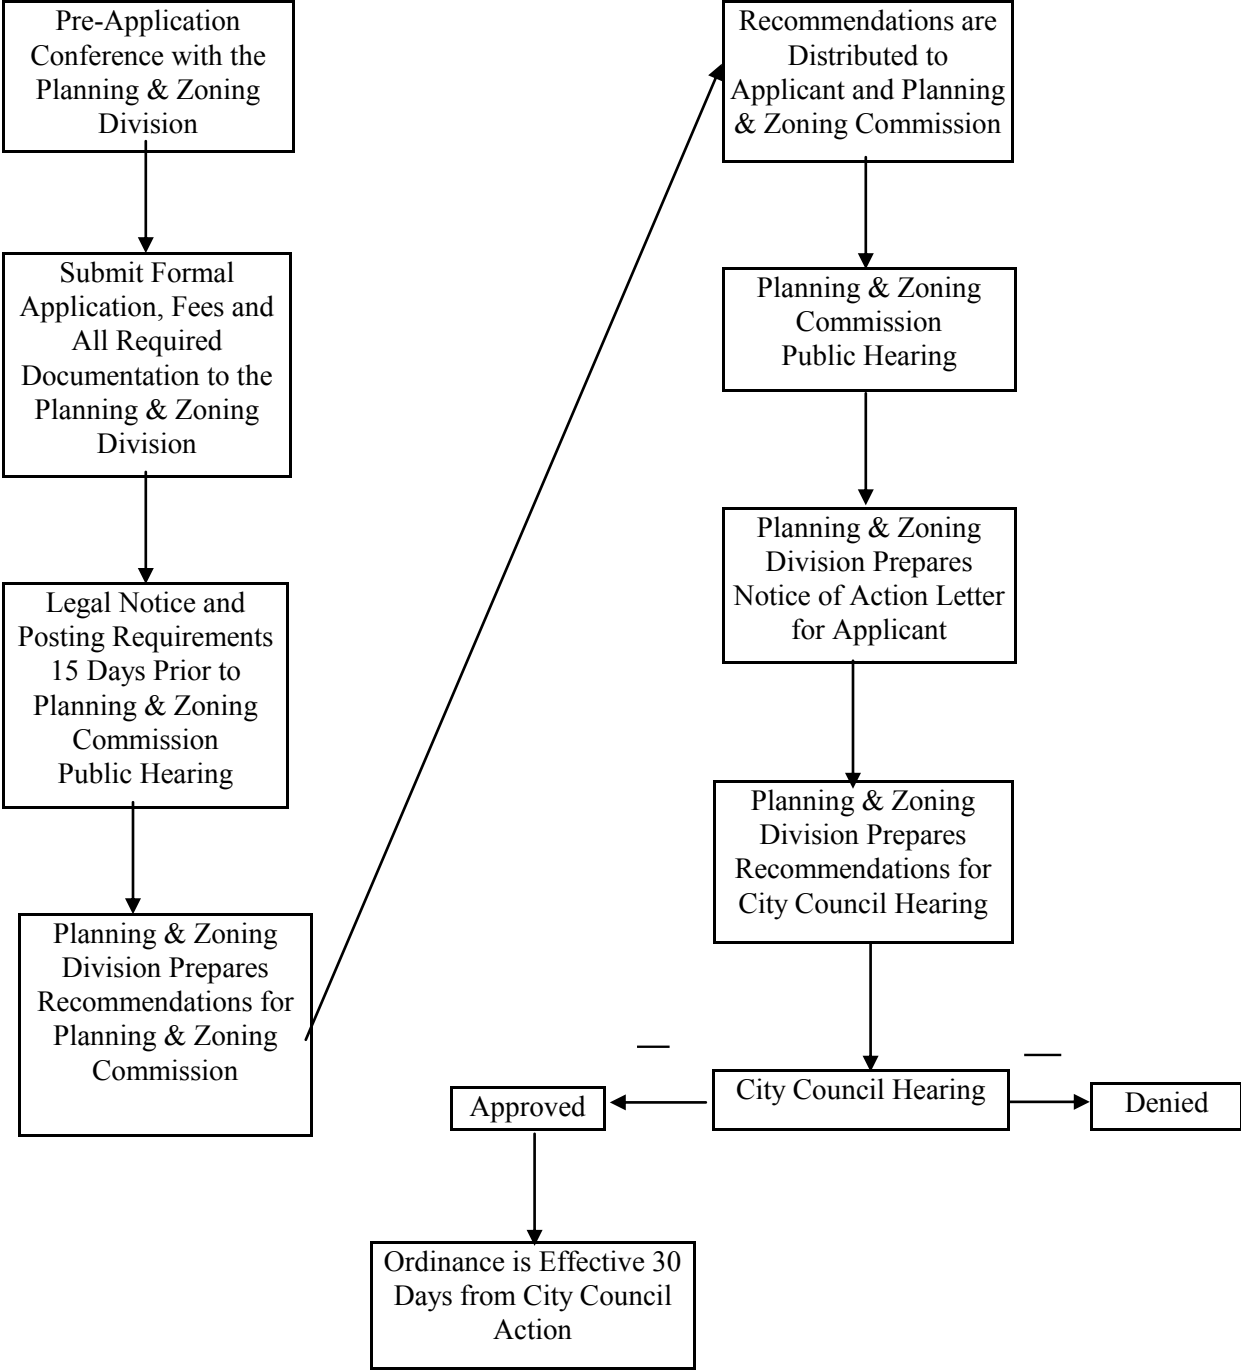 Pre-Application
Conference with the
Planning & Zoning
Division
Submit Formal
Application, Fees and
All Required
Documentation to the
Planning & Zoning
Division
Legal Notice and
Posting Requirements
15 Days Prior to
Planning & Zoning
Commission
Public Hearing
Planning & Zoning
Division Prepares
Recommendations for
Planning & Zoning
Commission
Recommendations are
Distributed to
Applicant and Planning
& Zoning Commission
Planning & Zoning
Commission
Public Hearing
Planning & Zoning
Division Prepares
Notice of Action Letter
for Applicant
Planning & Zoning
Division Prepares
Recommendations for
City Council Hearing
City Council Hearing
Approved
Denied
Ordinance is Effective 30
Days from City Council
Action